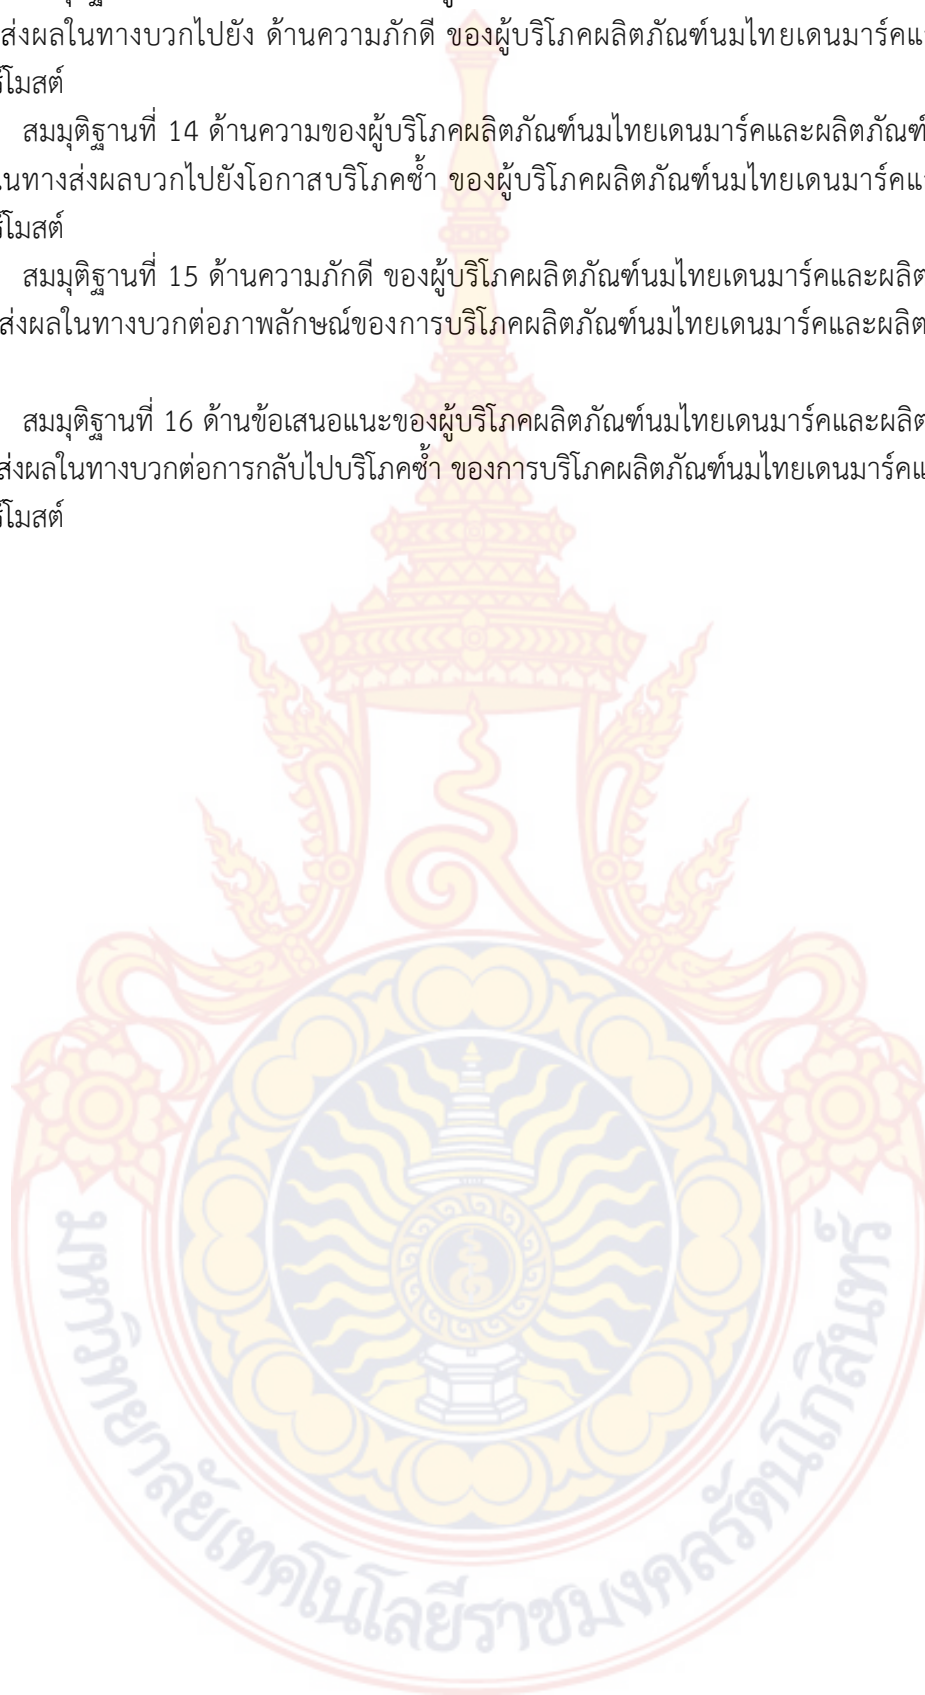 ส่งผลในทางบวกไปยัง ด้านความภักดี ของผู้บริโภคผลิตภัณฑ์นมไทยเดนมาร์คแ
โมสต์
สมมุติฐานที่ 14 ด้านความของผู้บริโภคผลิตภัณฑ์นมไทยเดนมาร์คและผลิตภัณฑ์
นทางส่งผลบวกไปยังโอกาสบริโภคซ้ำ ของผู้บริโภคผลิตภัณฑ์นมไทยเดนมาร์คแ
โมสต์
สมมุติฐานที่ 15 ด้านความภักดี ของผู้บริโภคผลิตภัณฑ์นมไทยเดนมาร์คและผลิต
ส่งผลในทางบวกต่อภาพลักษณ์ของการบริโภคผลิตภัณฑ์นมไทยเดนมาร์คและผลิต
สมมุติฐานที่ 16 ด้านข้อเสนอแนะของผู้บริโภคผลิตภัณฑ์นมไทยเดนมาร์คและผลิต
ส่งผลในทางบวกต่อการกลับไปบริโภคซ้ำ ของการบริโภคผลิตภัณฑ์นมไทยเดนมาร์คแ
โมสต์
มหาวิทยาลัยเทคโนโลยีราชมงคลรัตนโกสินทร์